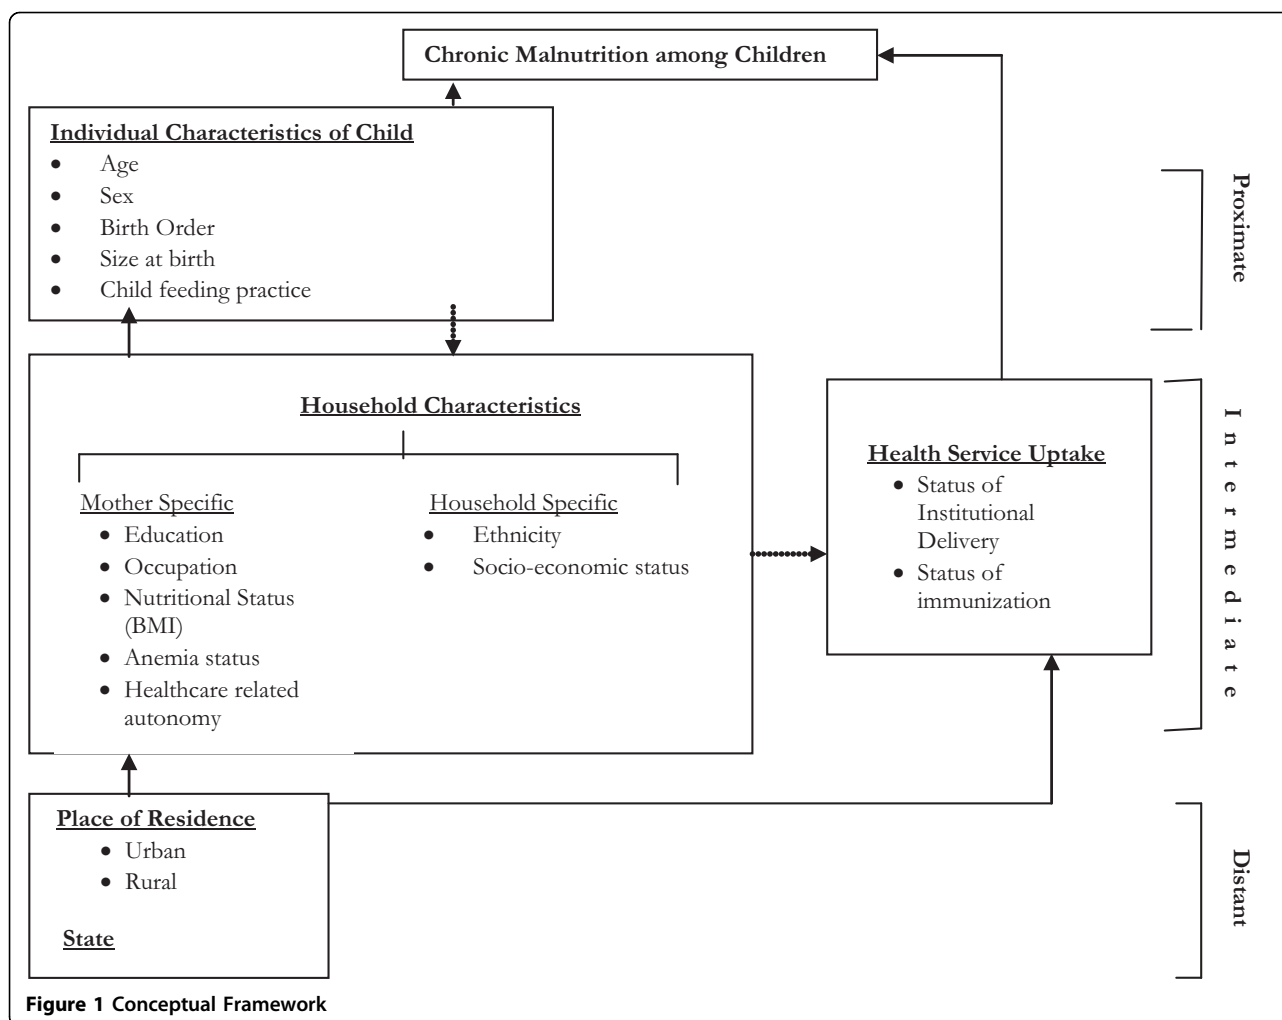 Chronic Malnutrition among Children
Individual Characteristics of Child
• Age
• Sex
• Birth Order
• Size at birth
• Child feeding practice
Proximate
Household Characteristics
Mother Specific
• Education
• Occupation
• Nutritional Status
(BMI)
• Anemia status
• Healthcare related
autonomy
Household Specific
• Ethnicity
• Socio-economic status
Health Service Uptake
• Status of
Institutional
Delivery
• Status of
immunization
Intermediate
Place of Residence
• Urban
• Rural
State
Distant
Figure 1 Conceptual Framework